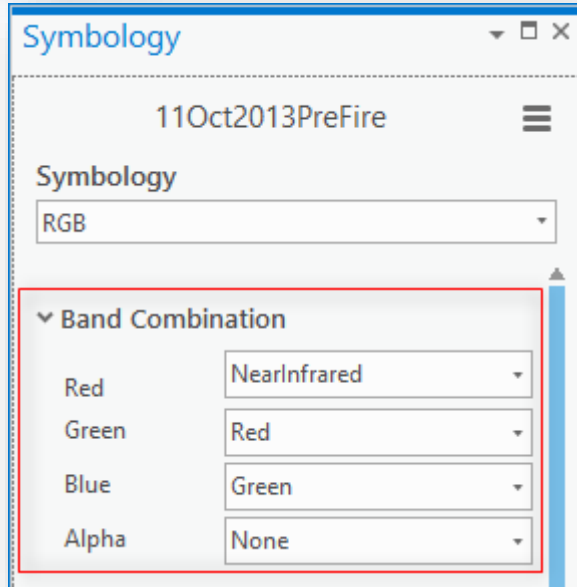 Symbology
11Oct2013PreFire
Symbology
RGB
Band Combination
Red NearInfrared
Green Red
Blue Green
Alpha None